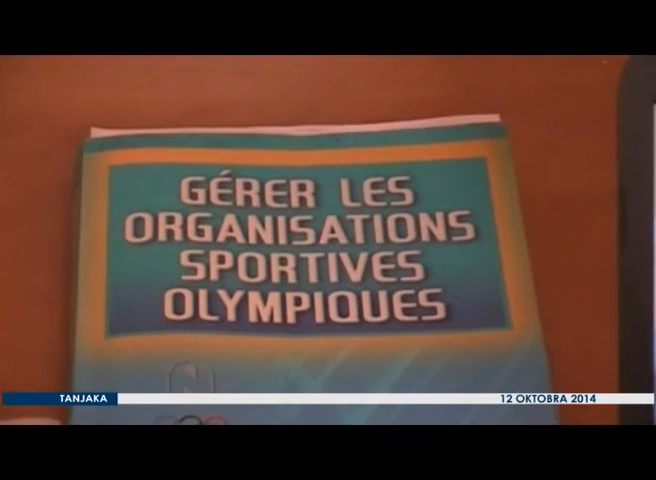 GÉRER LES
ORGANISATIONS
SPORTIVES
OLYMPIQUES
TANJAKA
12 OKTOBRA 2014